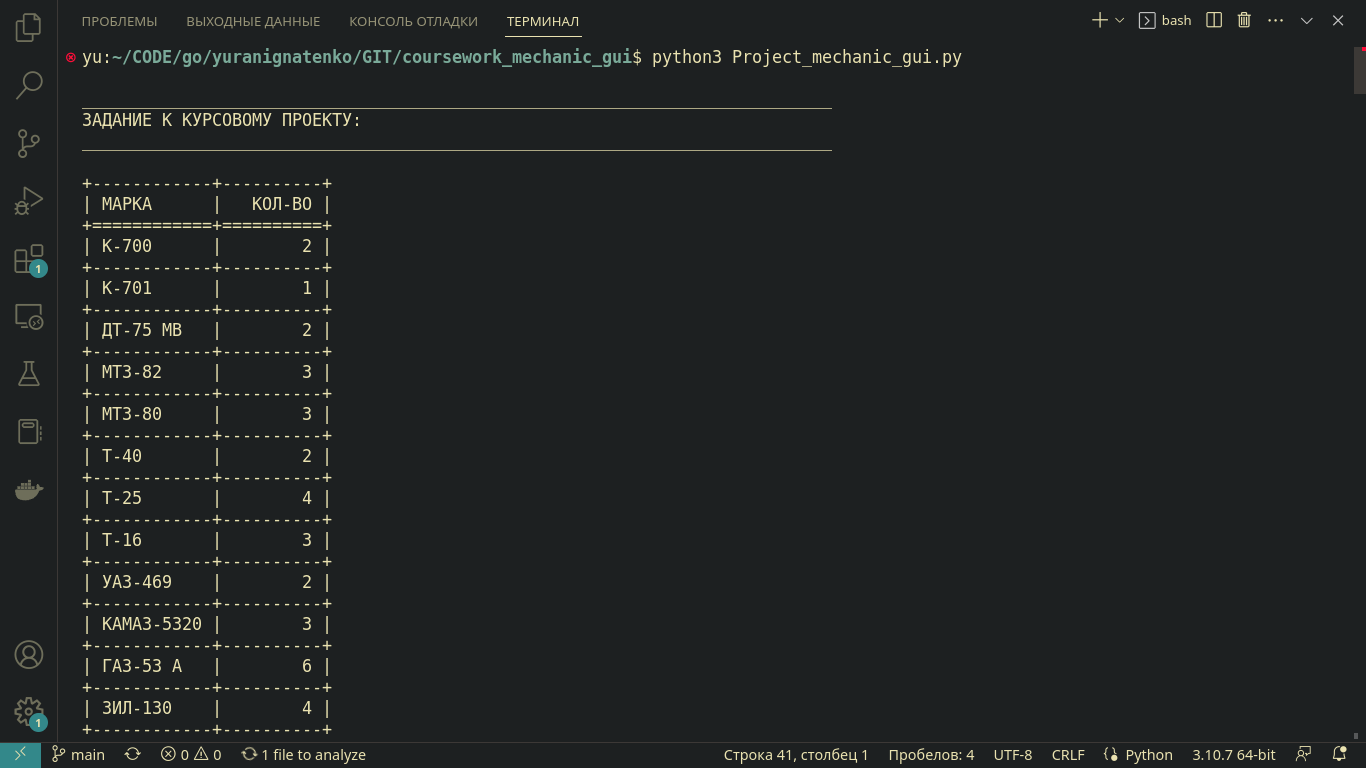 ПРОБЛЕМЫ ВЫХОДНЫЕ ДАННЫЕ КОНСОЛЬ ОТЛАДКИ ТЕРМИНАЛ bash
yu:~/CODE/go/yuranignatenko/GIT/coursework_mechanic_gui$ python3 Project_mechanic_gui.py
___________________________________________________________________________
ЗАДАНИЕ К КУРСОВОМУ ПРОЕКТУ:
___________________________________________________________________________
+------------+----------+
| МАРКА      |   КОЛ-ВО |
+============+==========+
| К-700      |        2 |
+------------+----------+
| К-701      |        1 |
+------------+----------+
| ДТ-75 МВ   |        2 |
+------------+----------+
| МТЗ-82     |        3 |
+------------+----------+
| МТЗ-80     |        3 |
+------------+----------+
| Т-40       |        2 |
+------------+----------+
| Т-25       |        4 |
+------------+----------+
| Т-16       |        3 |
+------------+----------+
| УАЗ-469    |        2 |
+------------+----------+
| КАМАЗ-5320 |        3 |
+------------+----------+
| ГАЗ-53 А   |        6 |
+------------+----------+
| ЗИЛ-130    |        4 |
+------------+----------+
1
1
main 0 0 1 file to analyze Строка 41, столбец 1 Пробелов: 4 UTF-8 CRLF Python 3.10.7 64-bit